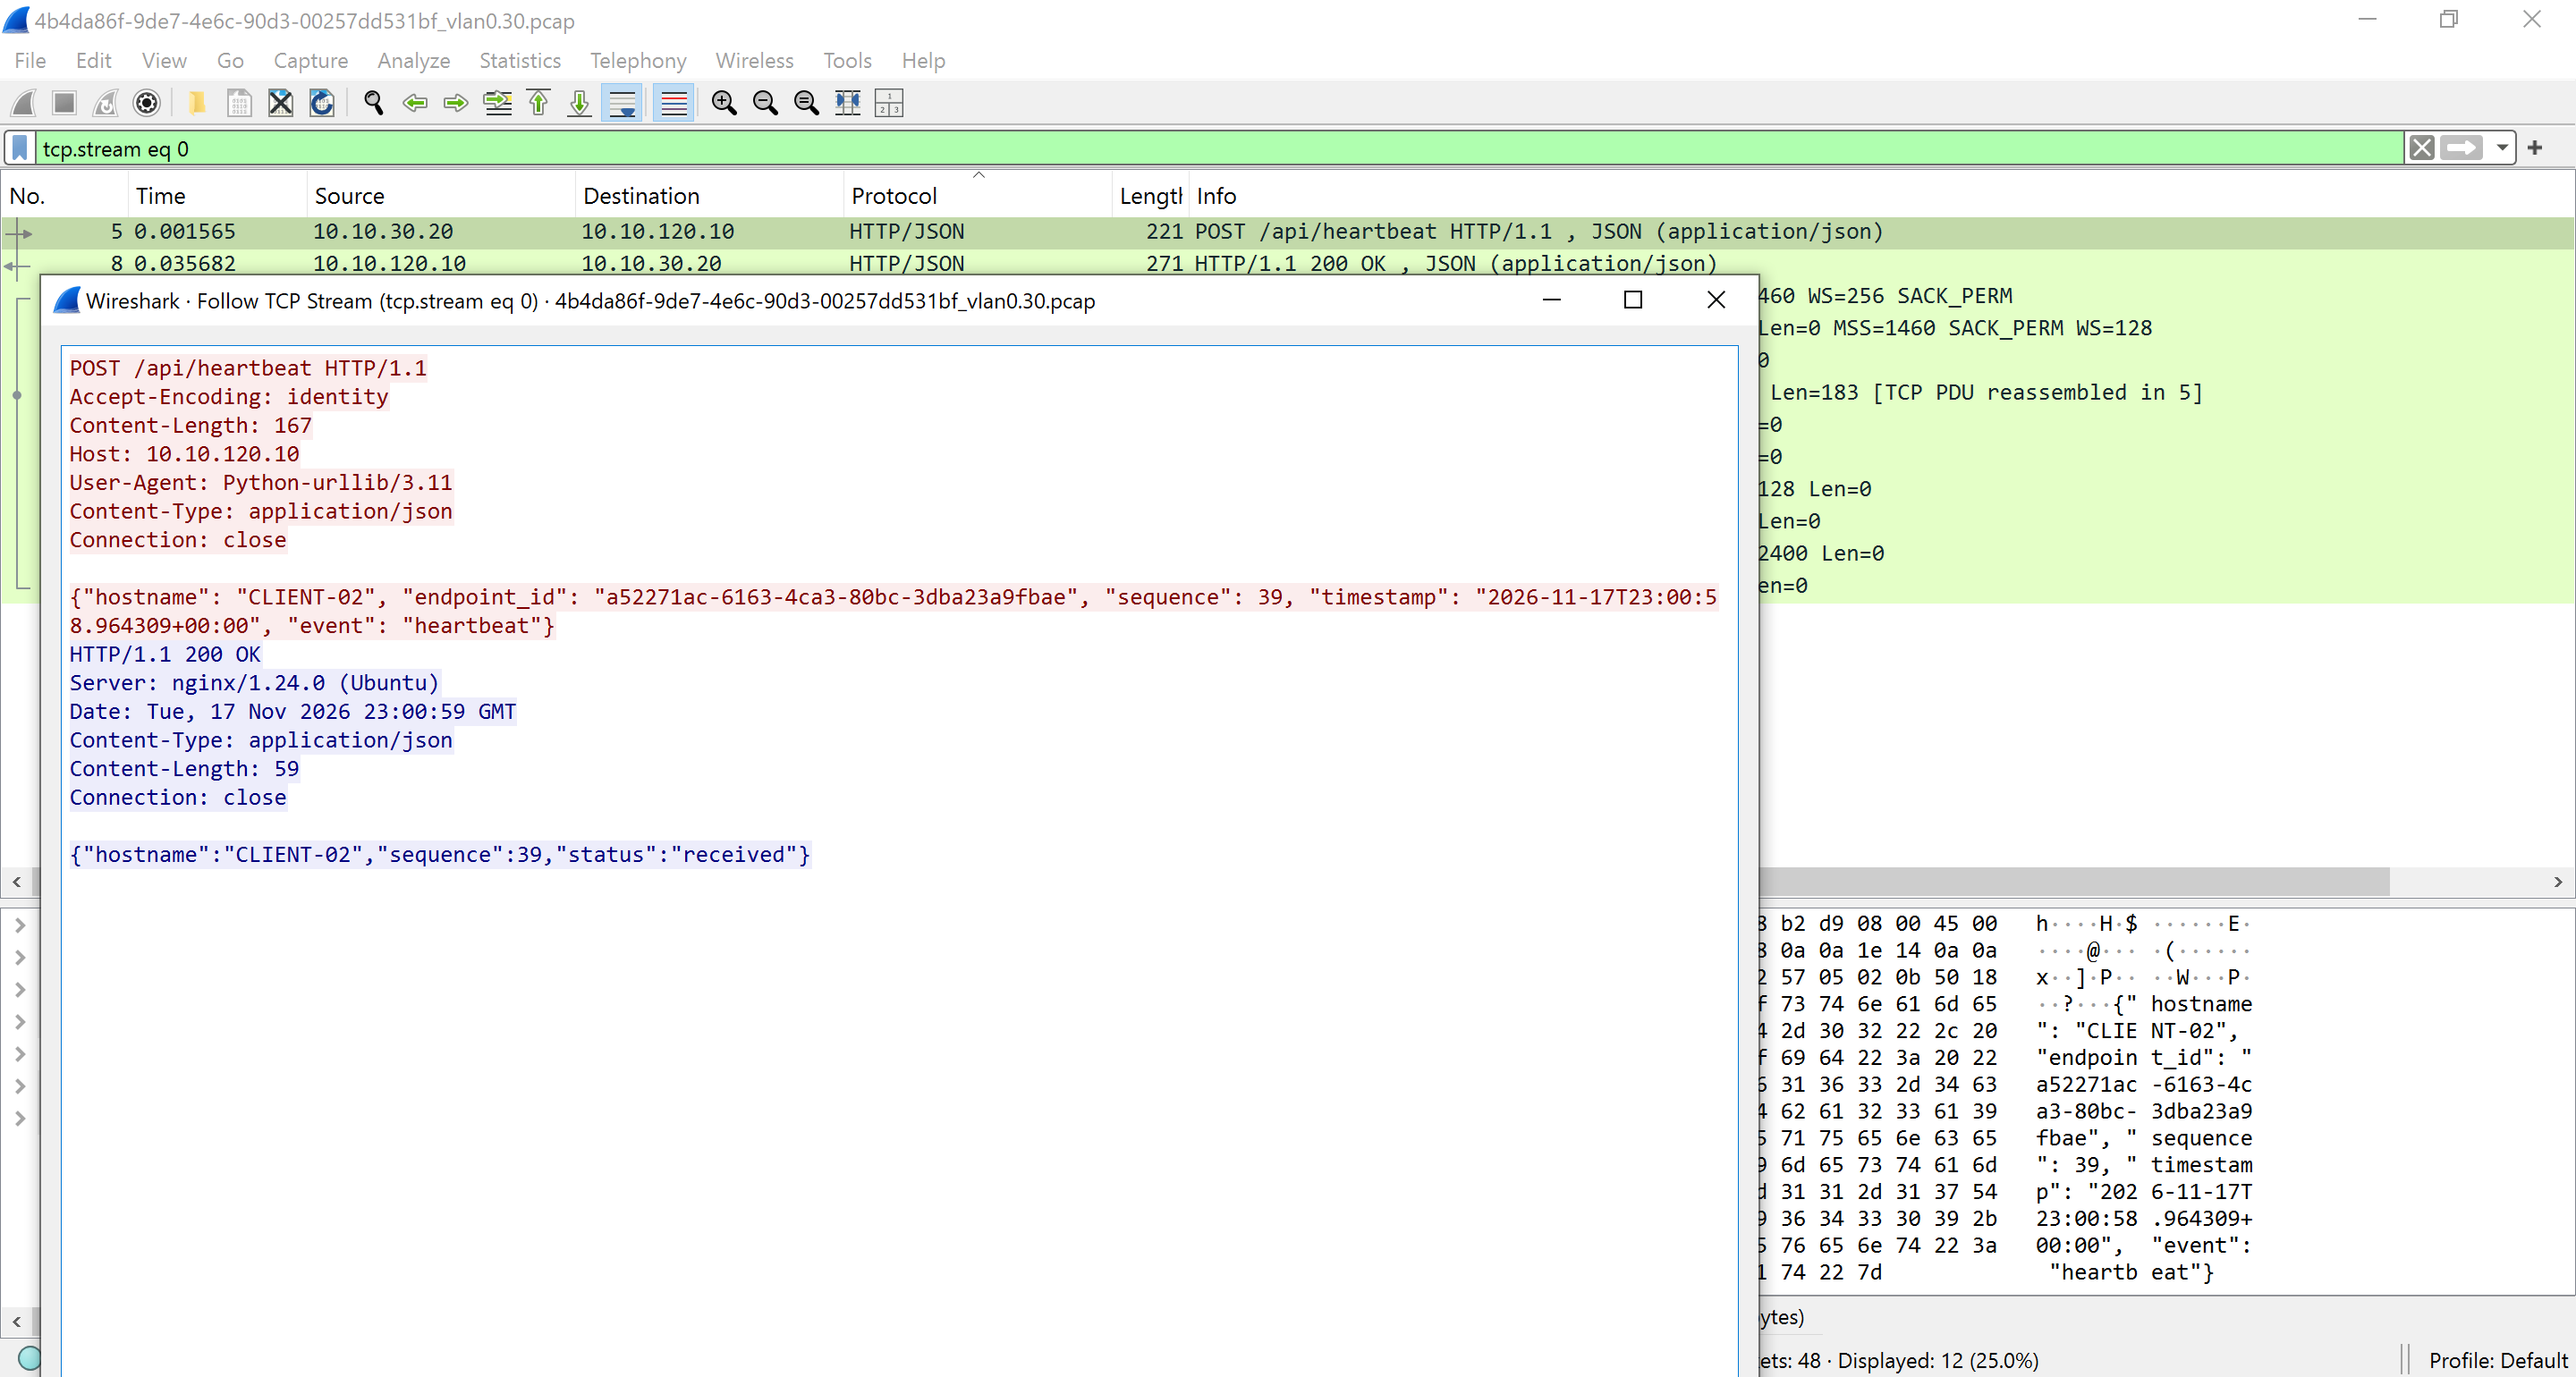 4b4da86f-9de7-4e6c-90d3-00257dd531bf_vlan0.30.pcap
File Edit View Go Capture Analyze Statistics Telephony Wireless Tools Help
tcp.stream eq 0
No. Time Source Destination Protocol Length Info
5 0.001565 10.10.30.20 10.10.120.10 HTTP/JSON 221 POST /api/heartbeat HTTP/1.1 , JSON (application/json)
8 0.035682 10.10.120.10 10.10.30.20 HTTP/JSON 271 HTTP/1.1 200 OK , JSON (application/json)
460 WS=256 SACK_PERM
Len=0 MSS=1460 SACK_PERM WS=128
0
Len=183 [TCP PDU reassembled in 5]
=0
=0
128 Len=0
Len=0
2400 Len=0
en=0
Wireshark · Follow TCP Stream (tcp.stream eq 0) · 4b4da86f-9de7-4e6c-90d3-00257dd531bf_vlan0.30.pcap
POST /api/heartbeat HTTP/1.1
Accept-Encoding: identity
Content-Length: 167
Host: 10.10.120.10
User-Agent: Python-urllib/3.11
Content-Type: application/json
Connection: close
{"hostname": "CLIENT-02", "endpoint_id": "a52271ac-6163-4ca3-80bc-3dba23a9fbae", "sequence": 39, "timestamp": "2026-11-17T23:00:5
8.964309+00:00", "event": "heartbeat"}
HTTP/1.1 200 OK
Server: nginx/1.24.0 (Ubuntu)
Date: Tue, 17 Nov 2026 23:00:59 GMT
Content-Type: application/json
Content-Length: 59
Connection: close
{"hostname":"CLIENT-02","sequence":39,"status":"received"}
b2 d9 08 00 45 00 h····H·$ ······E·
0a 0a 1e 14 0a 0a ····@··· ·(······
57 05 02 0b 50 18 x··]·P·· ··W···P·
73 74 6e 61 6d 65 ··?···{" hostname
2d 30 32 22 2c 20 ": "CLIE NT-02",
69 64 22 3a 20 22 "endpoin t_id": "
31 36 33 2d 34 63 a52271ac -6163-4c
62 61 32 33 61 39 a3-80bc- 3dba23a9
71 75 65 6e 63 65 fbae", " sequence
6d 65 73 74 61 6d ": 39, " timestam
31 31 2d 31 37 54 p": "202 6-11-17T
36 34 33 30 39 2b 23:00:58 .964309+
76 65 6e 74 22 3a 00:00", "event":
74 22 7d "heartb eat"}
ytes)
ets: 48 · Displayed: 12 (25.0%)
Profile: Default